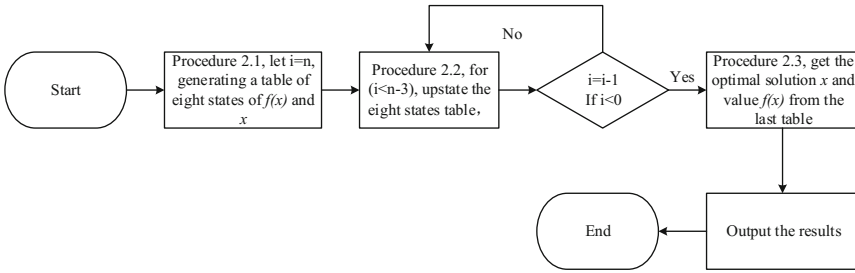 Start
Procedure 2.1, let i=n,
generating a table of
eight states of f(x) and
x
Procedure 2.2, for
(i<n-3), upstate the
eight states table，
No
i=i-1
If i<0
Yes
Procedure 2.3, get the
optimal solution x and
value f(x) from the
last table
Output the results
End